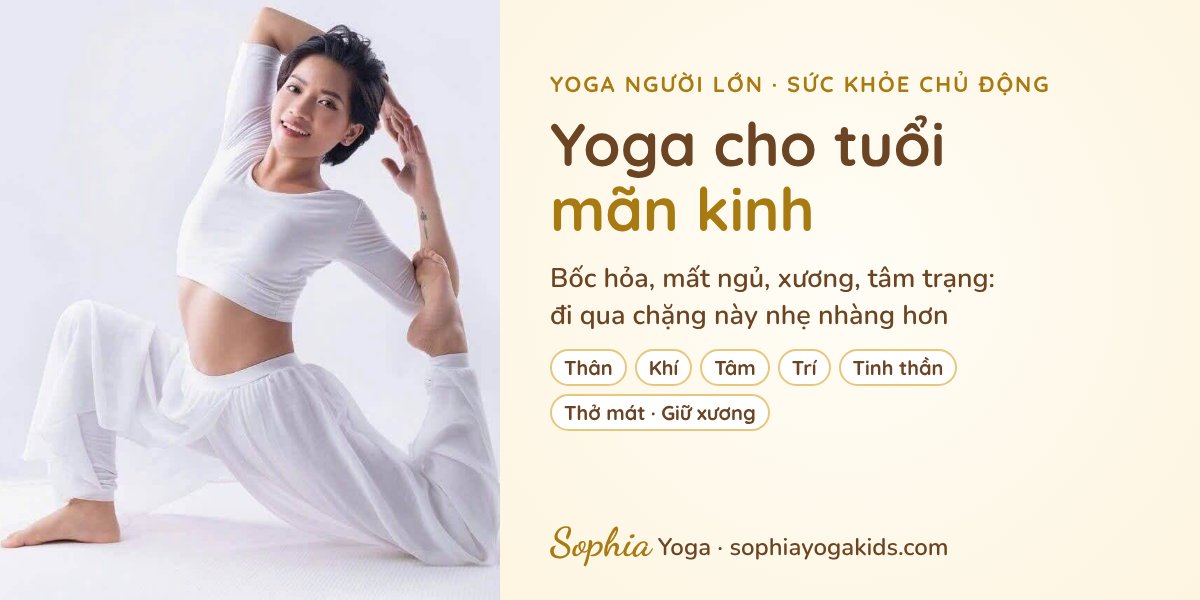 YOGA NGƯỜI LỚN · SỨC KHỎE CHỦ ĐỘNG
Yoga cho tuổi
mãn kinh
Bốc hỏa, mất ngủ, xương, tâm trạng:
đi qua chặng này nhẹ nhàng hơn
Thân Khí Tâm Trí Tinh thần
Thở mát · Giữ xương
Sophia Yoga · sophiayogakids.com